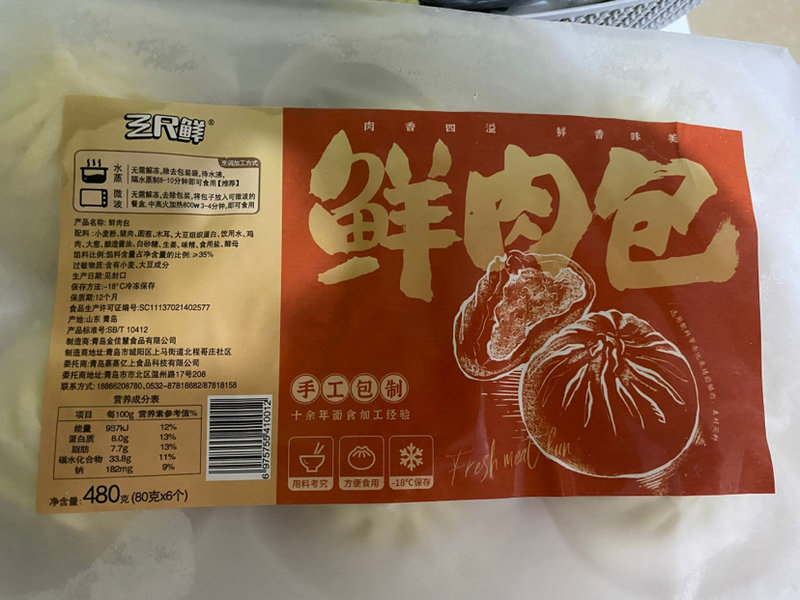 三尺鲜®
烹调加工方式
水蒸
无需解冻,除去包装袋,待水沸,
隔水蒸制8-10分钟即可食用【推荐】
微波
无需解冻,除去包装,将包子放入可微波的
餐盒,中高火加热800w 3-4分钟,即可食用
产品名称: 鲜肉包
配料: 小麦粉、猪肉、圆葱、木耳、大豆组织蛋白、饮用水、鸡
肉、大葱、酿造酱油、白砂糖、生姜、味精、食用盐、酵母
馅料比例: 馅料含量占净含量的比例: ≥35%
过敏物质:含有小麦、大豆成分
生产日期:见封口
保存方法:-18°C冷冻保存
保质期:12个月
食品生产许可证编号:SC11137021402577
产地:山东 青岛
产品标准号:SB/T 10412
制造商:青岛金佳慧食品有限公司
制造商地址:青岛市城阳区上马街道北程哥庄社区
委托商:青岛蒸蒸亿上食品科技有限公司
委托商地址:青岛市市北区温州路17号208
联系方式: 18866208780, 0532-87818682/87818158
营养成分表
项目 每100g 营养素参考值%
能量 937kJ 12%
蛋白质 8.0g 13%
脂肪 7.7g 13%
碳水化合物 33.8g 11%
钠 182mg 9%
6975755410012
净含量: 480克 (80克x6个)
肉香四溢 鲜香味美
鲜肉包
手工包制
十余年面食加工经验
用料考究
方便食用
-18℃保存
Fresh meat bun